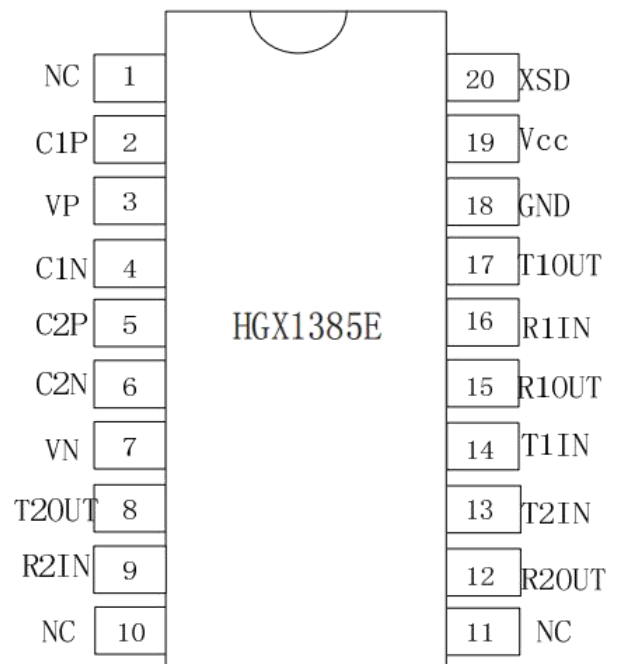 NC 1 20 XSD
C1P 2 19 Vcc
VP 3 18 GND
C1N 4 17 T1OUT
C2P 5 HGX1385E 16 R1IN
C2N 6 15 R1OUT
VN 7 14 T1IN
T2OUT 8 13 T2IN
R2IN 9 12 R2OUT
NC 10 11 NC